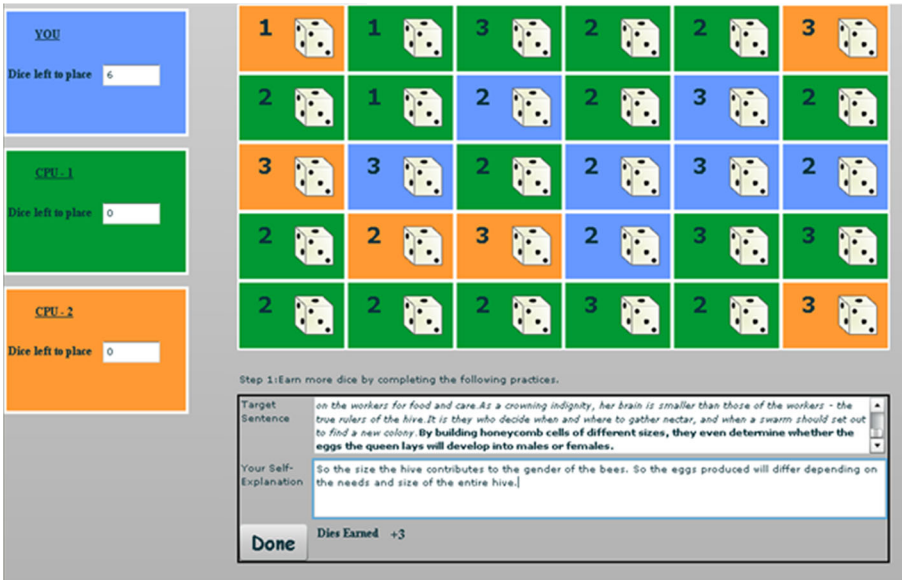 YOU
Dice left to place 6
CPU - 1
Dice left to place 0
CPU - 2
Dice left to place 0
1 1 3 2 2 3
2 1 2 2 3 2
3 3 2 2 3 2
2 2 3 2 3 3
2 2 2 3 2 3
Step 1:Earn more dice by completing the following practices.
Target
Sentence
on the workers for food and care.As a crowning indignity, her brain is smaller than those of the workers - the
true rulers of the hive.It is they who decide when and where to gather nectar, and when a swarm should set out
to find a new colony.By building honeycomb cells of different sizes, they even determine whether the
eggs the queen lays will develop into males or females.
Your Self-
Explanation
So the size the hive contributes to the gender of the bees. So the eggs produced will differ depending on
the needs and size of the entire hive.
Done
Dies Earned +3